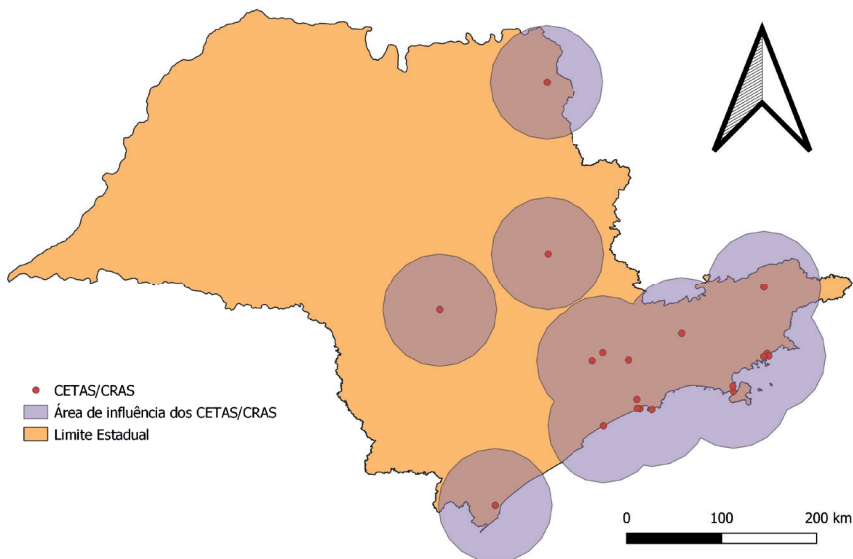 CETAS/CRAS
Área de influência dos CETAS/CRAS
Limite Estadual
0 100 200 km